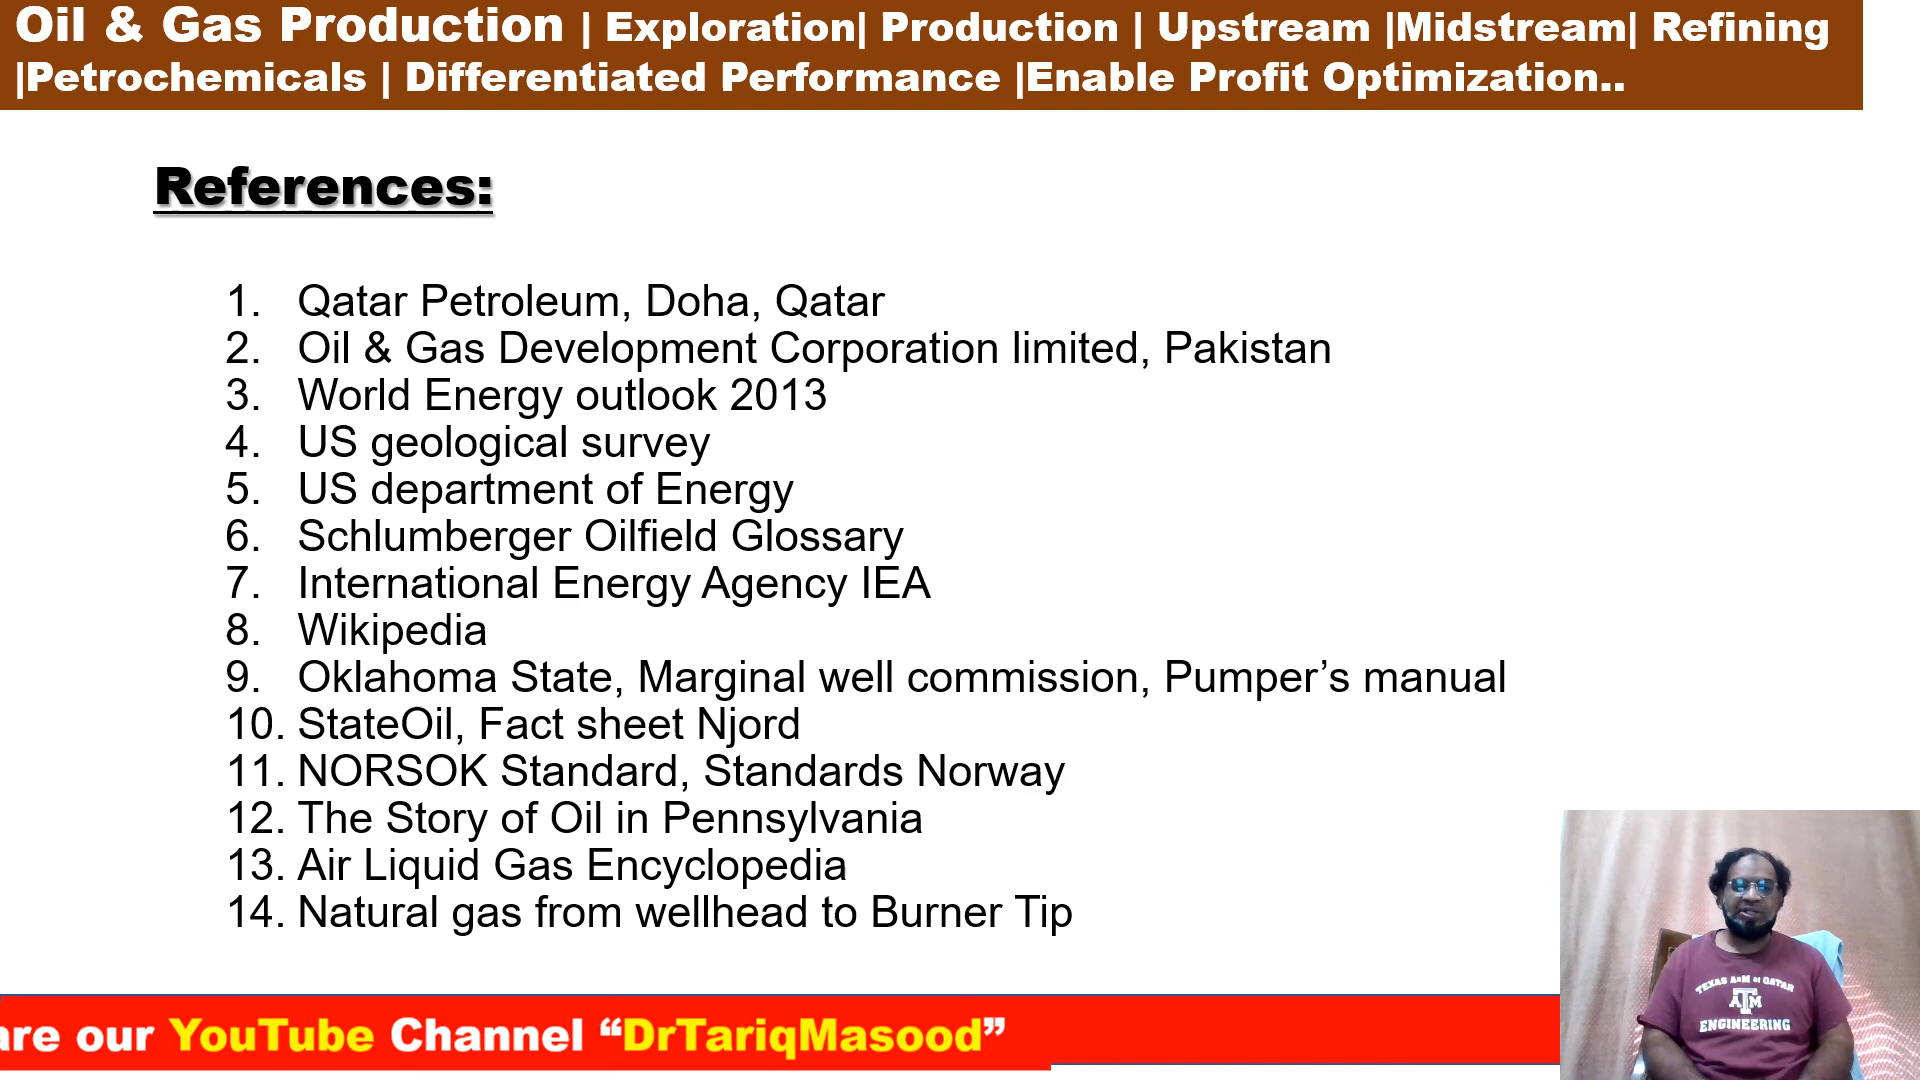 Oil & Gas Production | Exploration| Production | Upstream |Midstream| Refining
|Petrochemicals | Differentiated Performance |Enable Profit Optimization..
References:
1. Qatar Petroleum, Doha, Qatar
2. Oil & Gas Development Corporation limited, Pakistan
3. World Energy outlook 2013
4. US geological survey
5. US department of Energy
6. Schlumberger Oilfield Glossary
7. International Energy Agency IEA
8. Wikipedia
9. Oklahoma State, Marginal well commission, Pumper’s manual
10. StateOil, Fact sheet Njord
11. NORSOK Standard, Standards Norway
12. The Story of Oil in Pennsylvania
13. Air Liquid Gas Encyclopedia
14. Natural gas from wellhead to Burner Tip
TEXAS A&M at QATAR
ATM
ENGINEERING
are our YouTube Channel “DrTariqMasood”